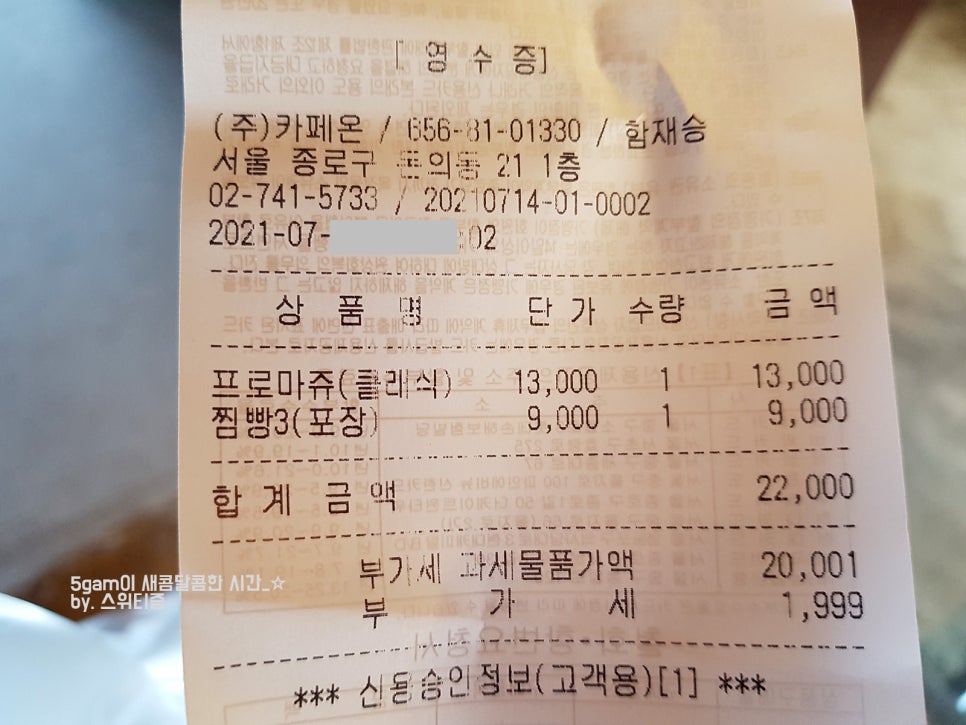 [ 영 수 증]
(주)카페온 / 656-81-01330 / 함재승
서울 종로구 돈의동 21 1층
02-741-5733 / 20210714-01-0002
2021-07- 02
상 품 명 단 가 수량 금 액
프로마쥬(클래식) 13,000 1 13,000
찜빵3(포장) 9,000 1 9,000
합 계 금 액 22,000
부가세 과세물품가액 20,001
부 가 세 1,999
*** 신용승인정보(고객용)[1] ***
5gam이 새콤달콤한 시간_☆
by. 스위티쥼